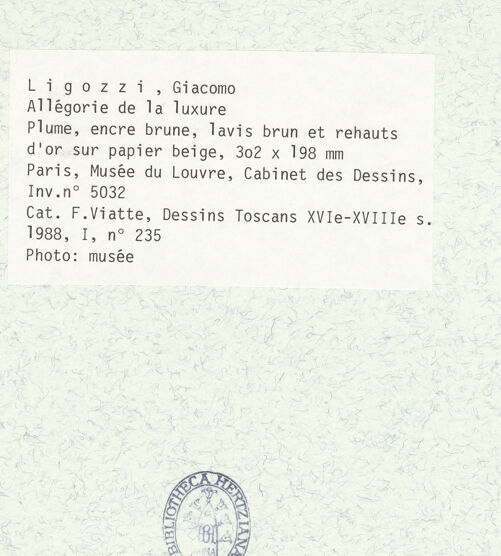 L i g o z z i , Giacomo
Allégorie de la luxure
Plume, encre brune, lavis brun et rehauts
d'or sur papier beige, 3o2 x 198 mm
Paris, Musée du Louvre, Cabinet des Dessins,
Inv.n° 5032
Cat. F.Viatte, Dessins Toscans XVIe-XVIIIe s.
1988, I, n° 235
Photo: musée
BIBLIOTHECA HERTZIANA